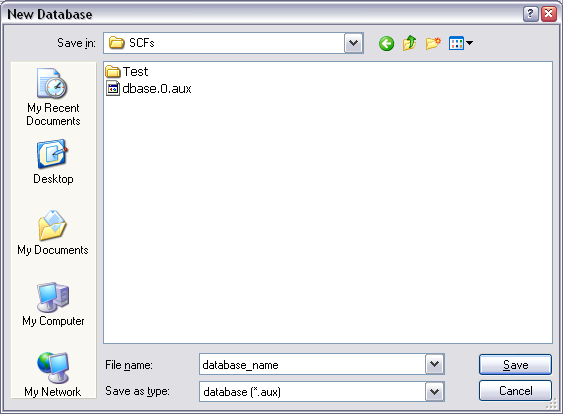 New Database
Save in:
SCFs
My Recent
Documents
Desktop
My Documents
My Computer
My Network
Test
dbase.0.aux
File name:
database_name
Save
Save as type:
database (*.aux)
Cancel